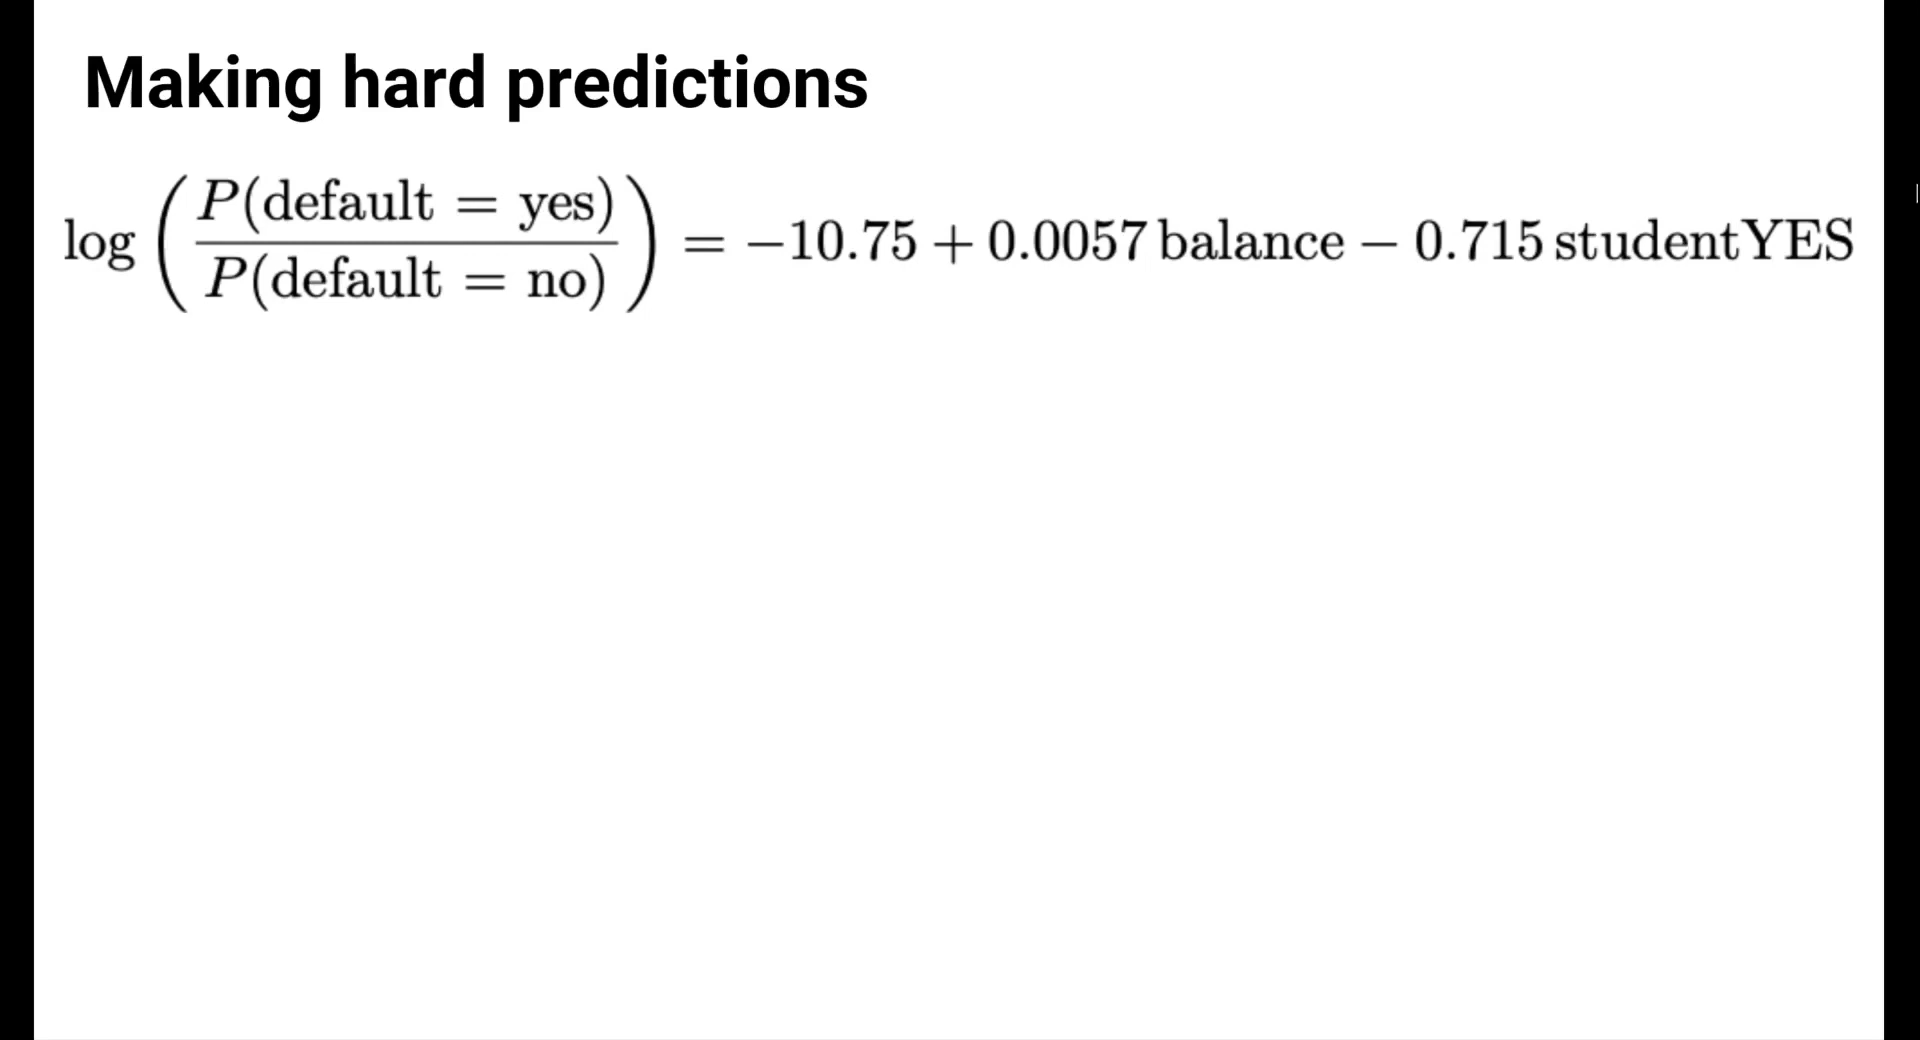 Making hard predictions
log(P(default = yes)/P(default = no)) = −10.75 + 0.0057 balance − 0.715 studentYES